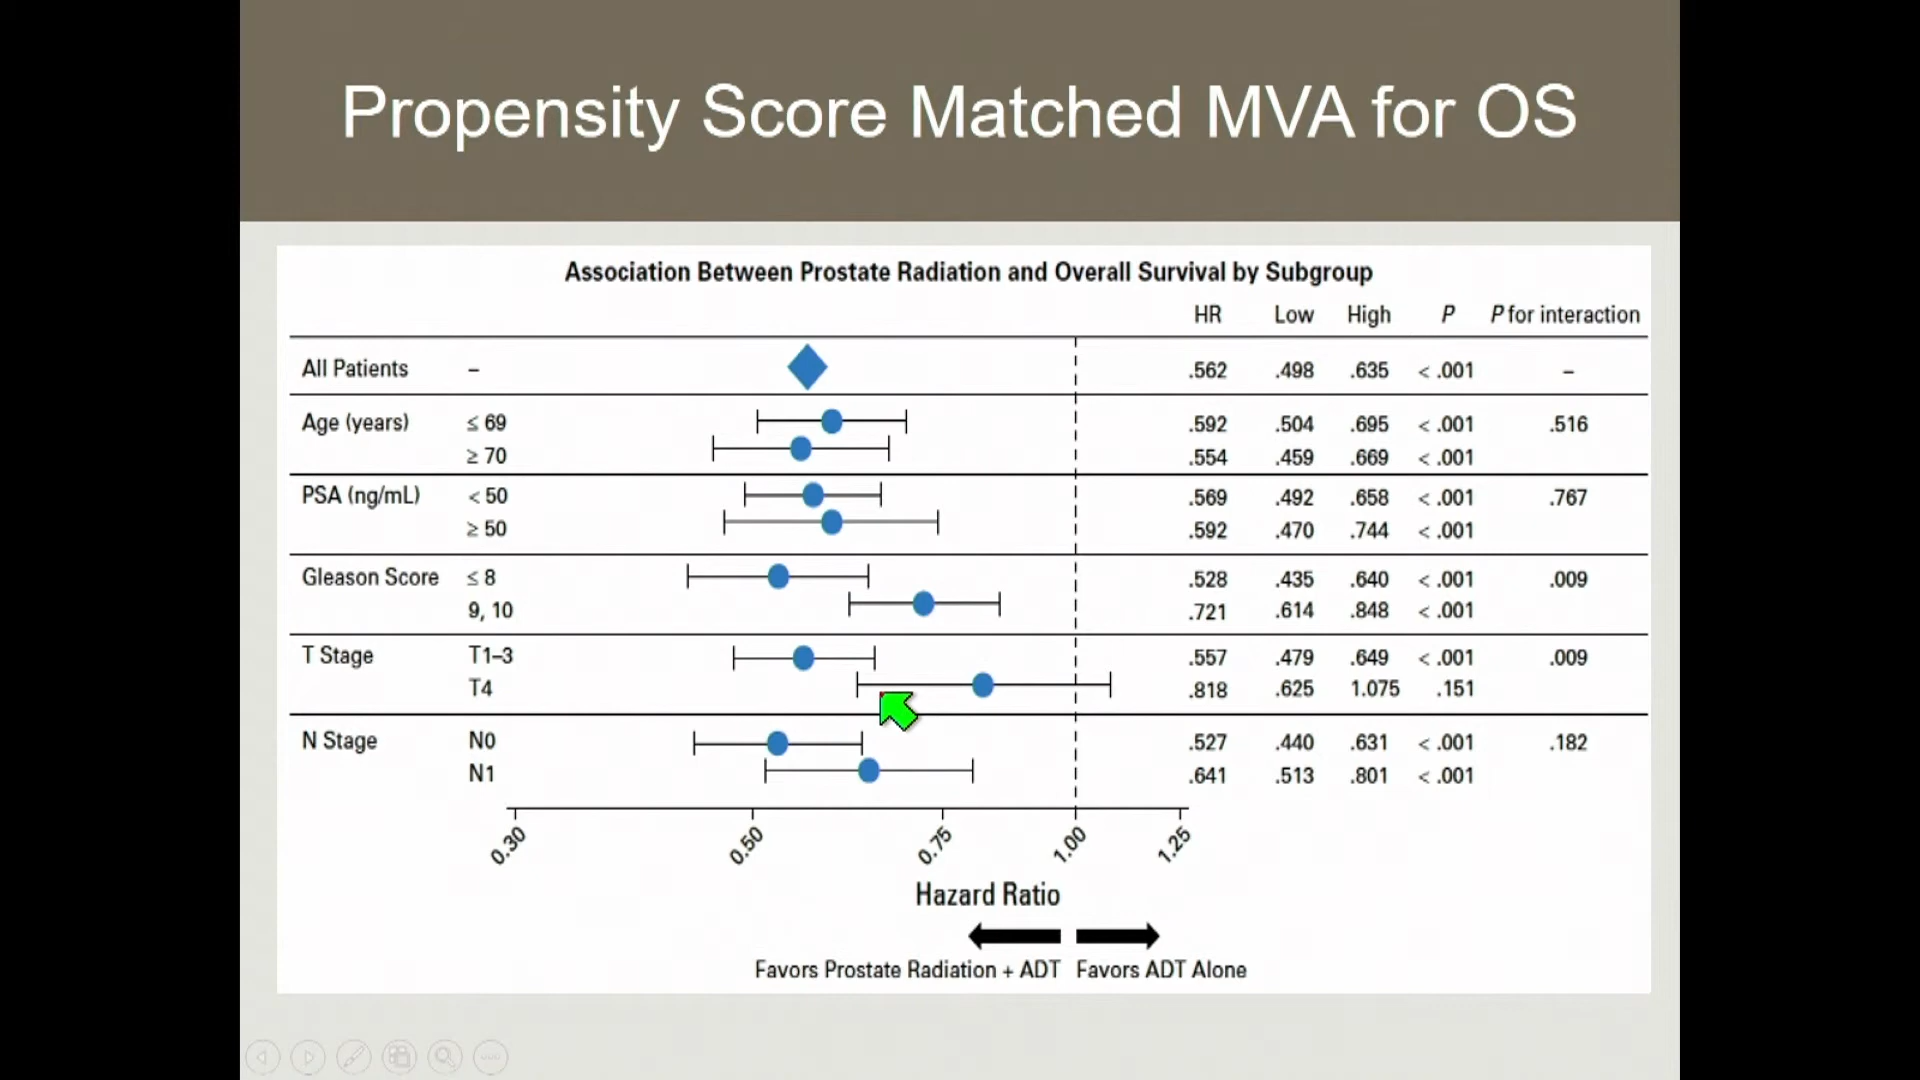 Propensity Score Matched MVA for OS
Association Between Prostate Radiation and Overall Survival by Subgroup
HR Low High P P for interaction
All Patients – .562 .498 .635 < .001 –
Age (years) ≤ 69 .592 .504 .695 < .001 .516
≥ 70 .554 .459 .669 < .001
PSA (ng/mL) < 50 .569 .492 .658 < .001 .767
≥ 50 .592 .470 .744 < .001
Gleason Score ≤ 8 .528 .435 .640 < .001 .009
9, 10 .721 .614 .848 < .001
T Stage T1–3 .557 .479 .649 < .001 .009
T4 .818 .625 1.075 .151
N Stage N0 .527 .440 .631 < .001 .182
N1 .641 .513 .801 < .001
0.30 0.50 0.75 1.00 1.25
Hazard Ratio
Favors Prostate Radiation + ADT Favors ADT Alone